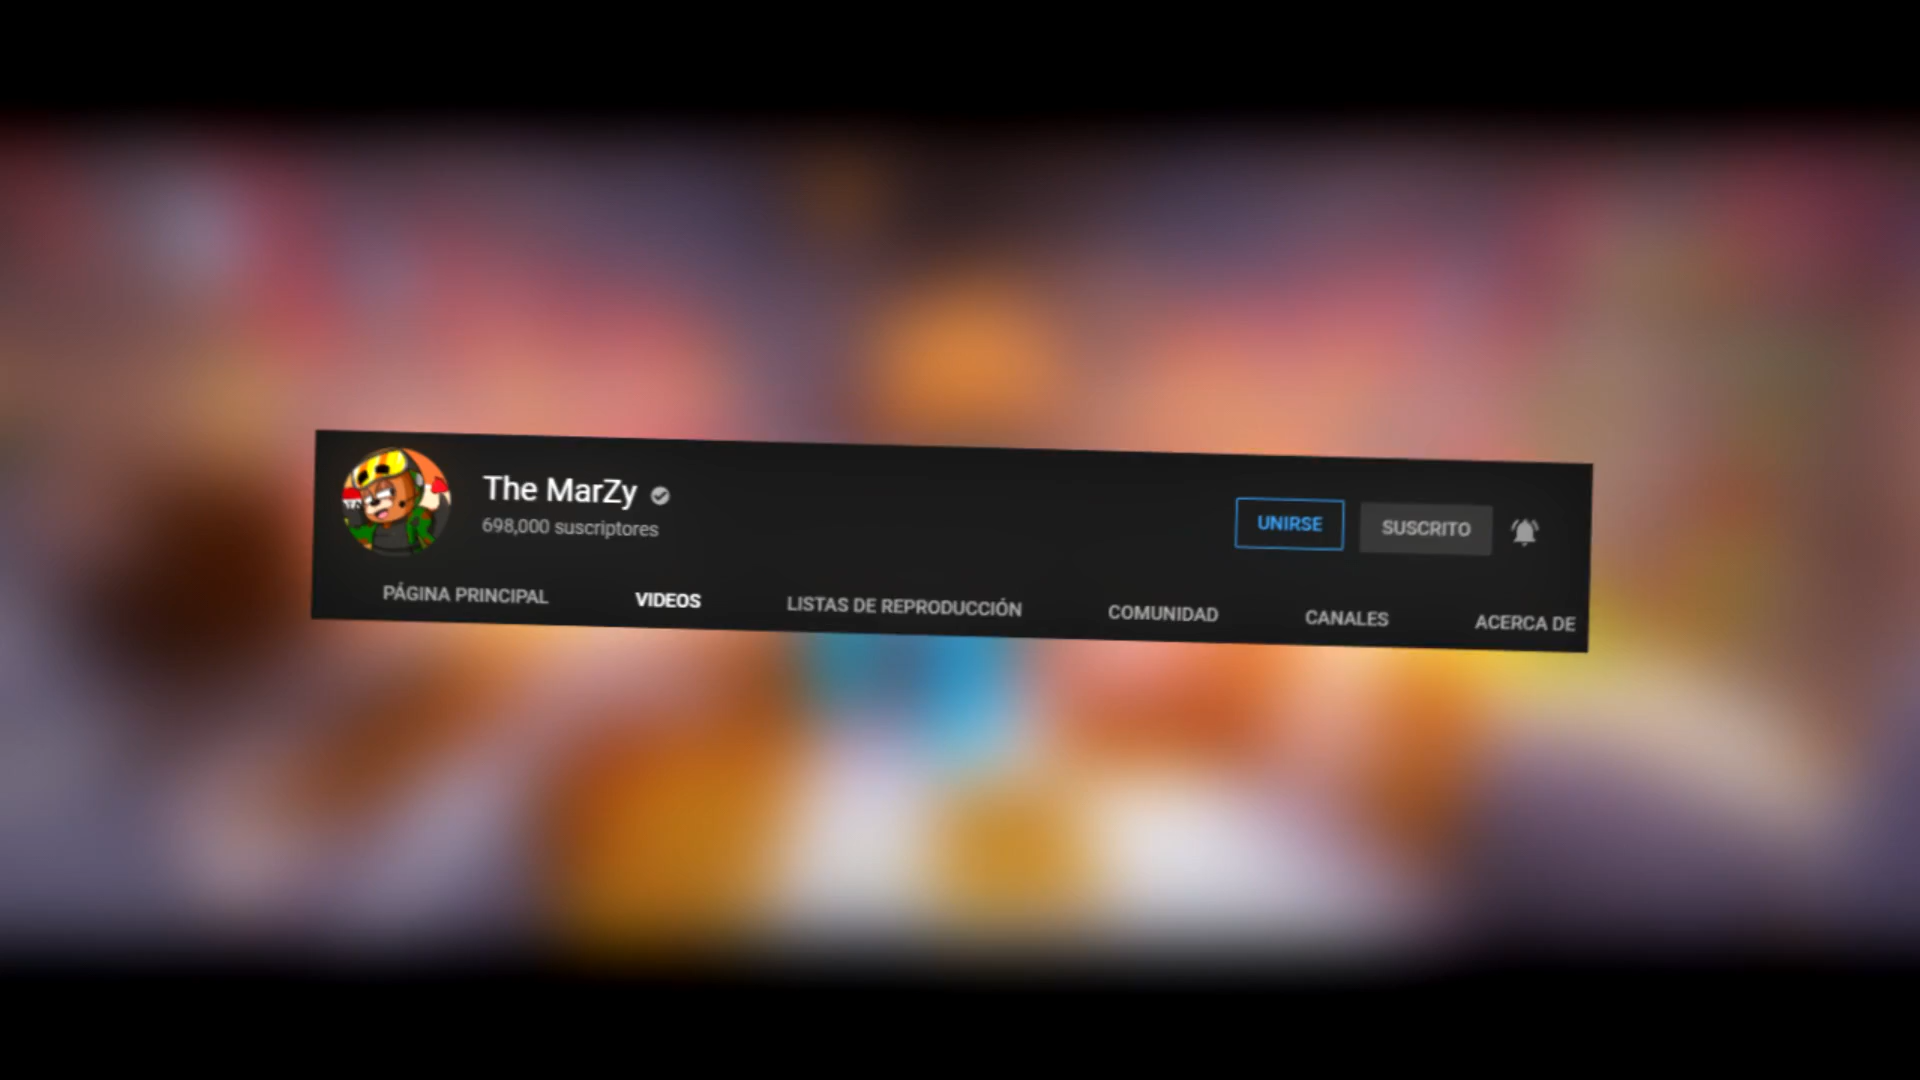 The MarZy
698,000 suscriptores
UNIRSE
SUSCRITO
PÁGINA PRINCIPAL
VIDEOS
LISTAS DE REPRODUCCIÓN
COMUNIDAD
CANALES
ACERCA DE